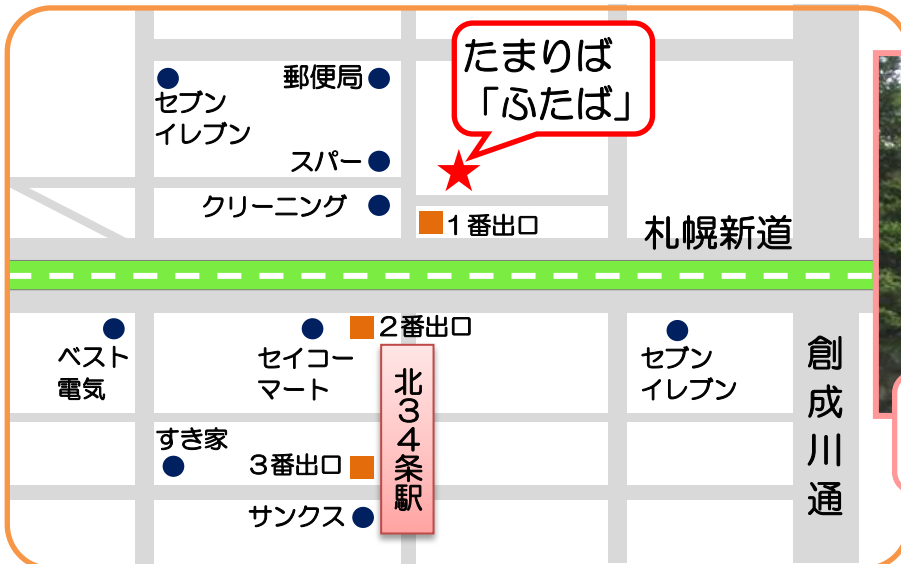 たまりば
「ふたば」
郵便局
セブン
イレブン
スパー
クリーニング
1番出口
札幌新道
ベスト
電気
セイコー
マート
2番出口
セブン
イレブン
北34条駅
すき家
3番出口
サンクス
創成川通